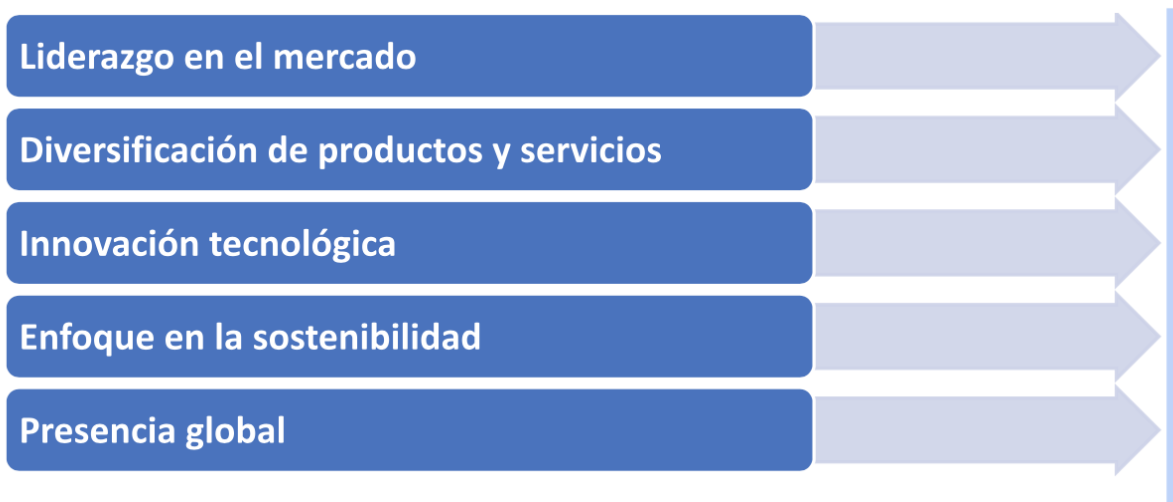 Liderazgo en el mercado
Diversificación de productos y servicios
Innovación tecnológica
Enfoque en la sostenibilidad
Presencia global